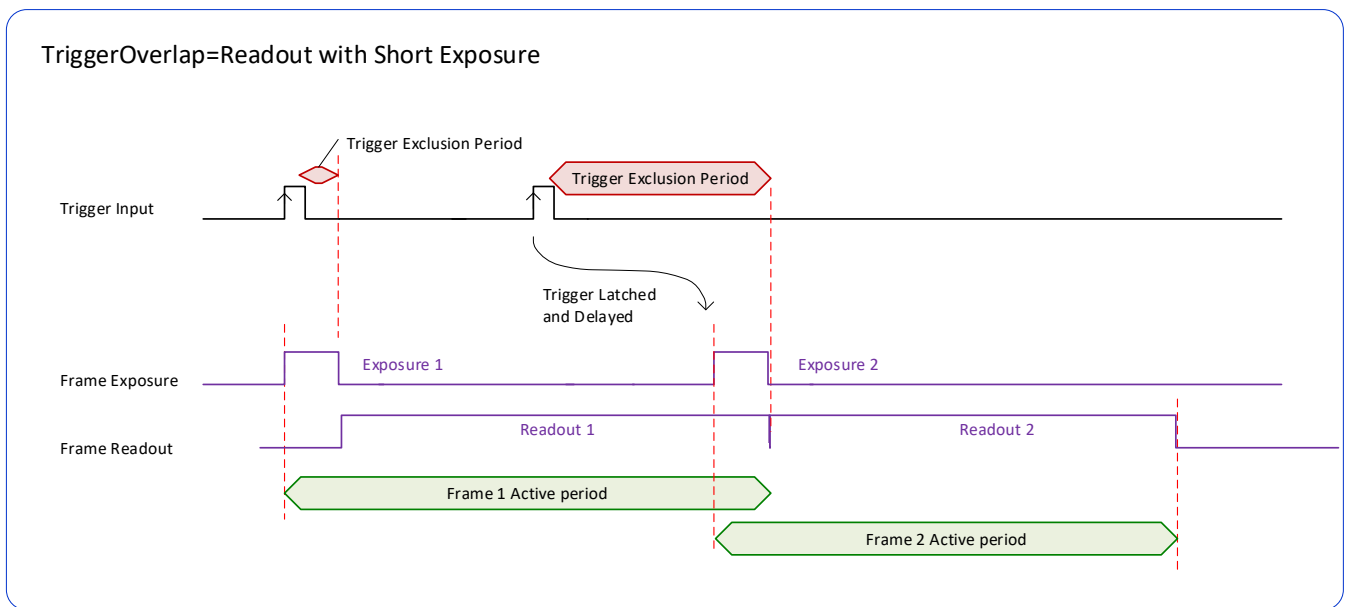 TriggerOverlap=Readout with Short Exposure
Trigger Exclusion Period
Trigger Exclusion Period
Trigger Input
Trigger Latched
and Delayed
Exposure 1
Exposure 2
Frame Exposure
Readout 1
Readout 2
Frame Readout
Frame 1 Active period
Frame 2 Active period